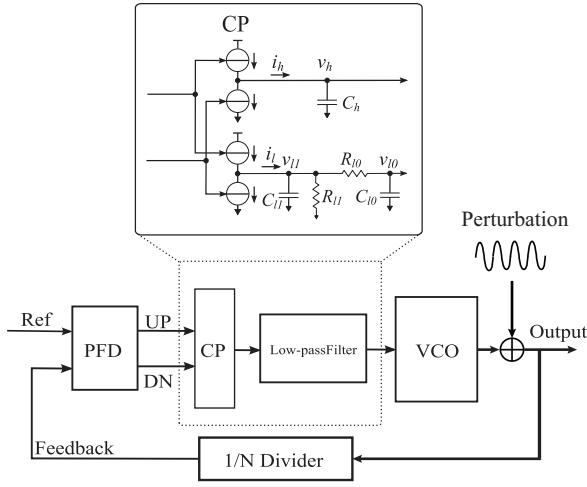 CP
i_h v_h
C_h
i_l v_l1 R_l0 v_l0
C_l1 R_l1 C_l0
Perturbation
Ref UP Output
PFD CP Low-passFilter VCO
DN
Feedback 1/N Divider